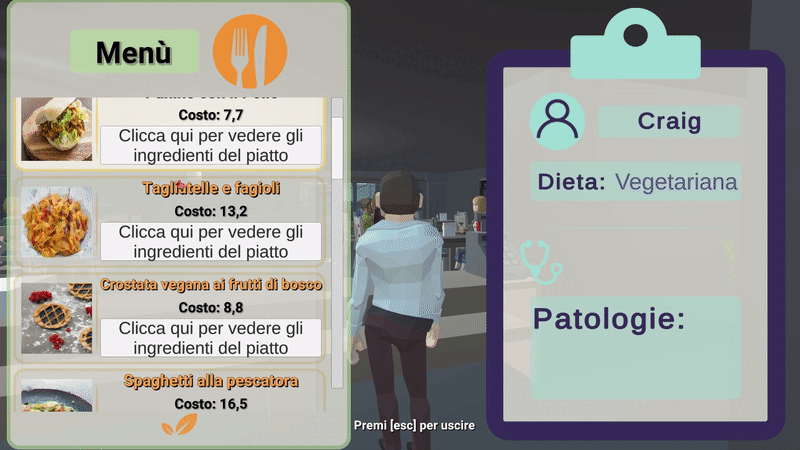 Menù
Costo: 7,7
Clicca qui per vedere gli
ingredienti del piatto
Tagliatelle e fagioli
Costo: 13,2
Clicca qui per vedere gli
ingredienti del piatto
Crostata vegana ai frutti di bosco
Costo: 8,8
Clicca qui per vedere gli
ingredienti del piatto
Spaghetti alla pescatora
Costo: 16,5
Craig
Dieta: Vegetariana
Patologie:
Premi [esc] per uscire